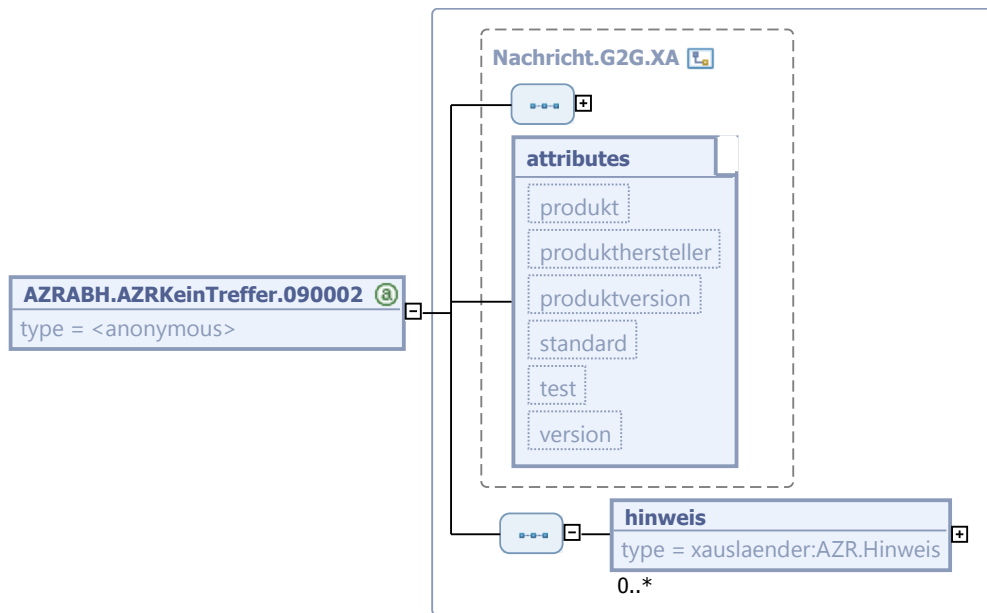 Nachricht.G2G.XA
attributes
produkt
produkthersteller
produktversion
standard
test
version
AZRABH.AZRKeinTreffer.090002 a
type = <anonymous>
hinweis
type = xauslaender:AZR.Hinweis
0..*